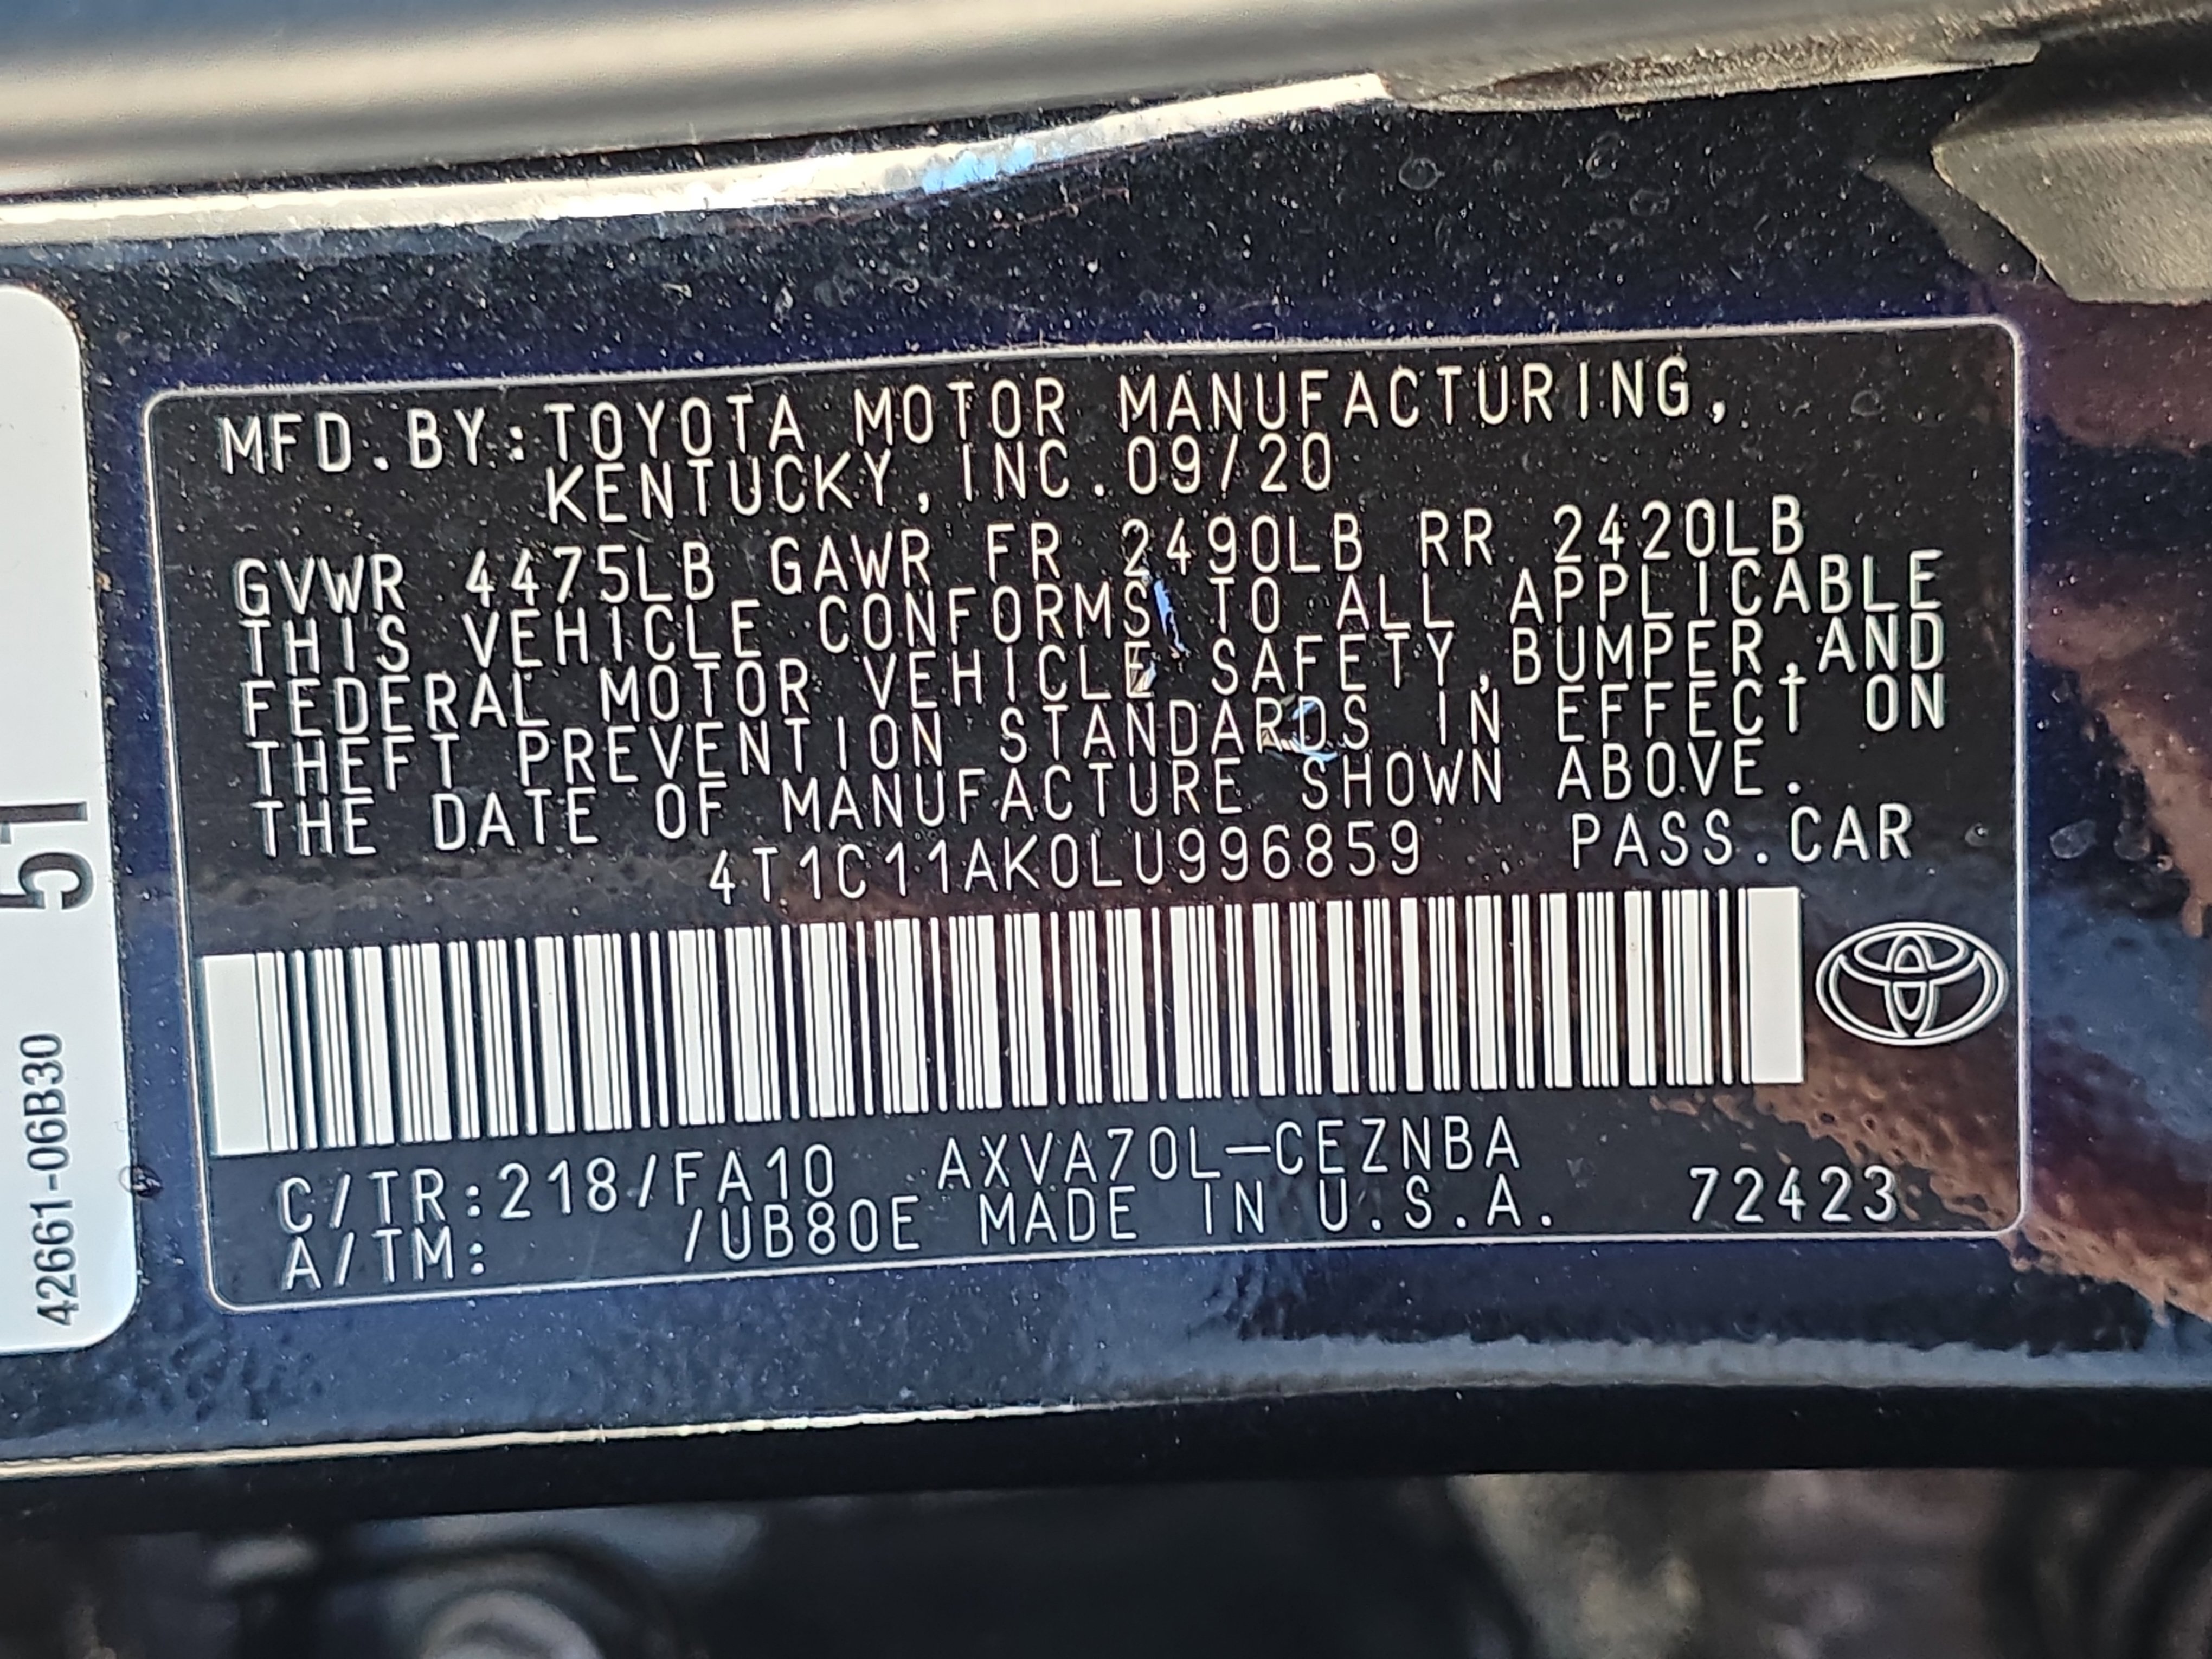 MFD.BY:TOYOTA MOTOR MANUFACTURING,
KENTUCKY, INC.09/20
GVWR 4475LB GAWR FR 2490LB RR 2420LB
THIS VEHICLE CONFORMS TO ALL APPLICABLE
FEDERAL MOTOR VEHICLE SAFETY,BUMPER,AND
THEFT PREVENTION STANDARDS IN EFFECT ON
THE DATE OF MANUFACTURE SHOWN ABOVE.
4T1C11AK0LU996859 PASS.CAR
C/TR:218/FA10 AXVA70L-CEZNBA
A/TM: /UB80E MADE IN U.S.A. 72423
51
42661-06B30